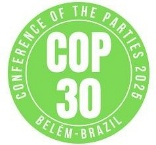 CONFERENCE OF THE PARTIES 2025
COP
30
BELÉM-BRAZIL